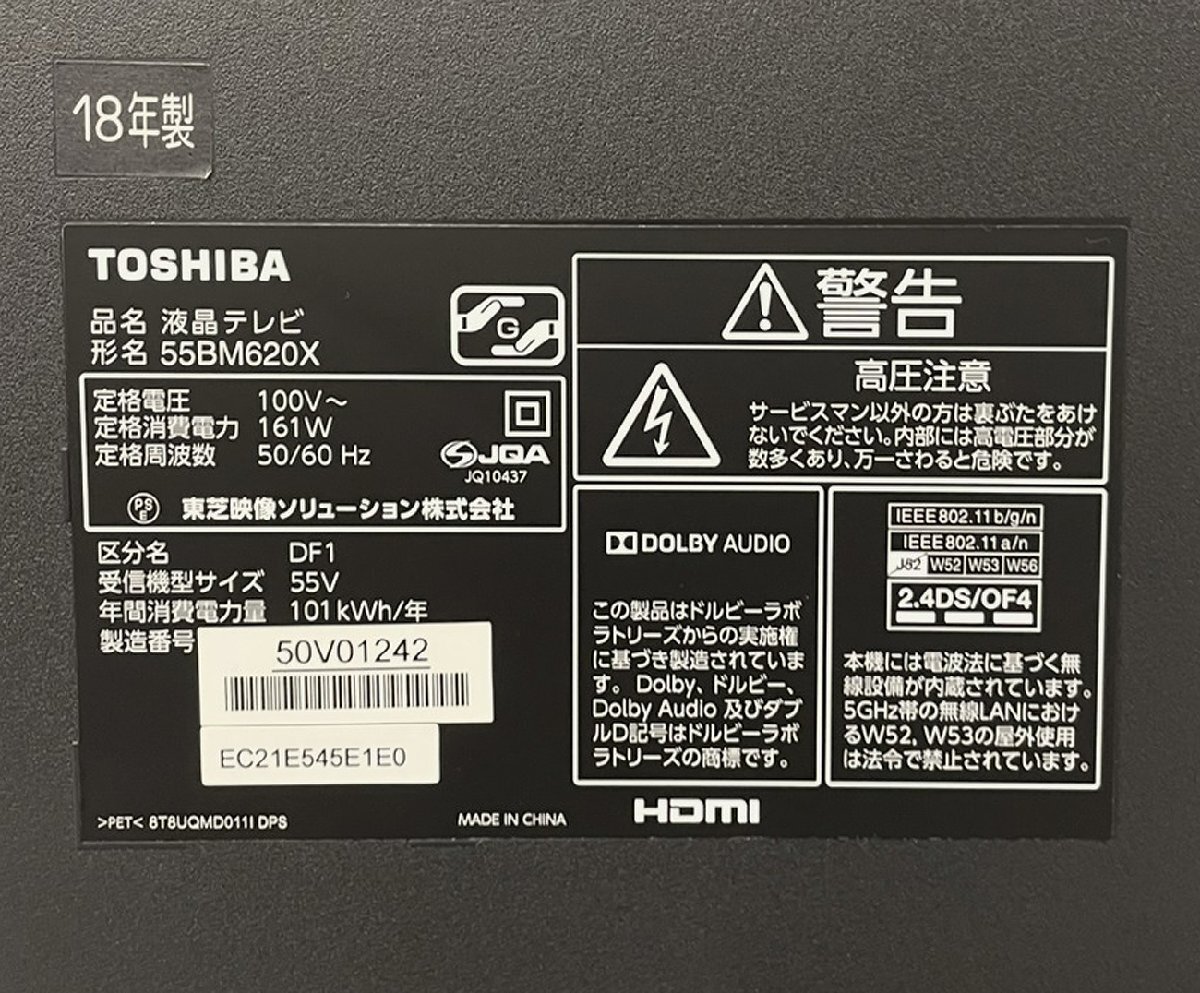 18年製
TOSHIBA
品名 液晶テレビ
形名 55BM620X
G
定格電圧 100V～
定格消費電力 161W
定格周波数 50/60 Hz
JQA
JQ10437
PSE 東芝映像ソリューション株式会社
区分名 DF1
受信機型サイズ 55V
年間消費電力量 101kWh/年
製造番号
50V01242
EC21E545E1E0
>PET< 8T8UQMD011I DPS
MADE IN CHINA
警告
高圧注意
サービスマン以外の方は裏ぶたをあけ
ないでください。内部には高電圧部分が
数多くあり、万一さわると危険です。
DOLBY AUDIO
この製品はドルビーラボ
ラトリーズからの実施権
に基づき製造されていま
す。Dolby、ドルビー、
Dolby Audio 及びダブ
ルD記号はドルビーラボ
ラトリーズの商標です。
HDMI
IEEE802.11b/g/n
IEEE802.11a/n
J52 W52 W53 W56
2.4DS/OF4
本機には電波法に基づく無
線設備が内蔵されています。
5GHz帯の無線LANにおけ
るW52, W53の屋外使用
は法令で禁止されています。